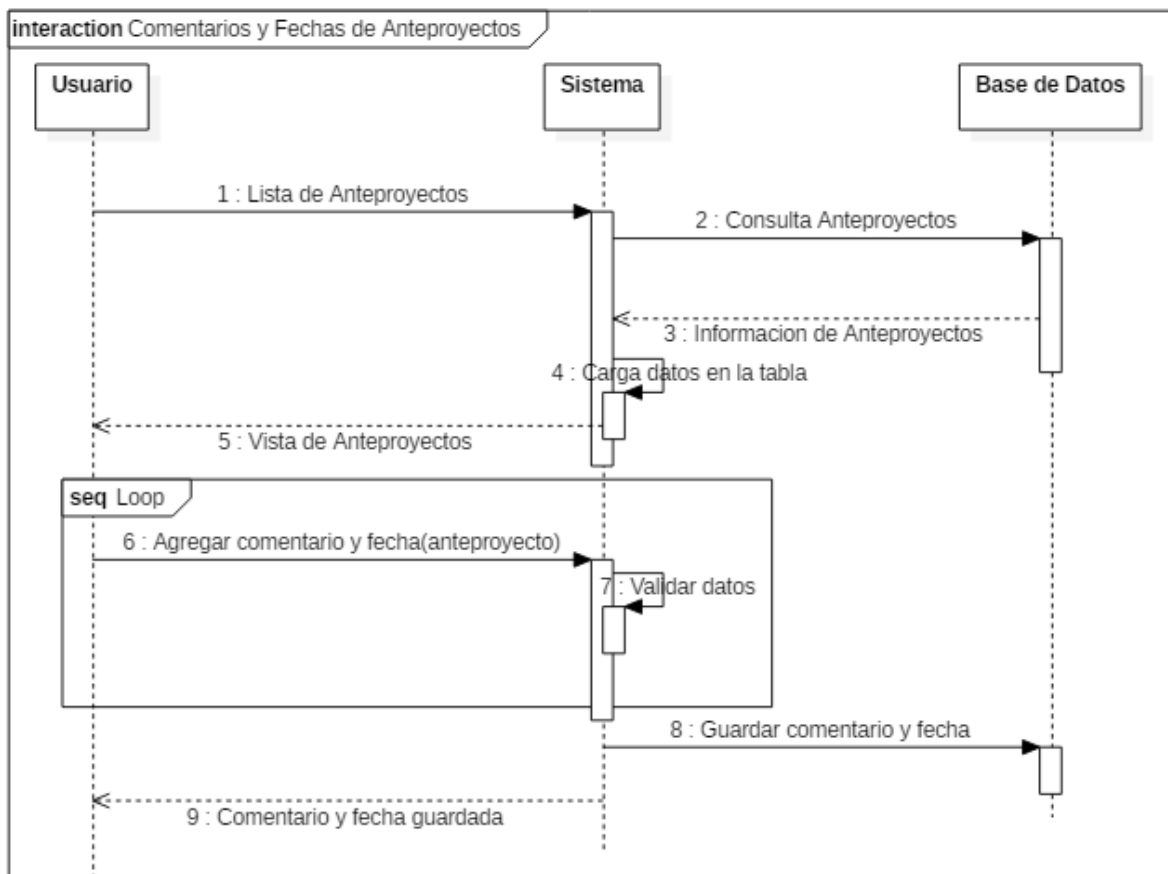 interaction Comentarios y Fechas de Anteproyectos
Usuario
Sistema
Base de Datos
1 : Lista de Anteproyectos
2 : Consulta Anteproyectos
3 : Informacion de Anteproyectos
4 : Carga datos en la tabla
5 : Vista de Anteproyectos
seq Loop
6 : Agregar comentario y fecha(anteproyecto)
7 : Validar datos
8 : Guardar comentario y fecha
9 : Comentario y fecha guardada